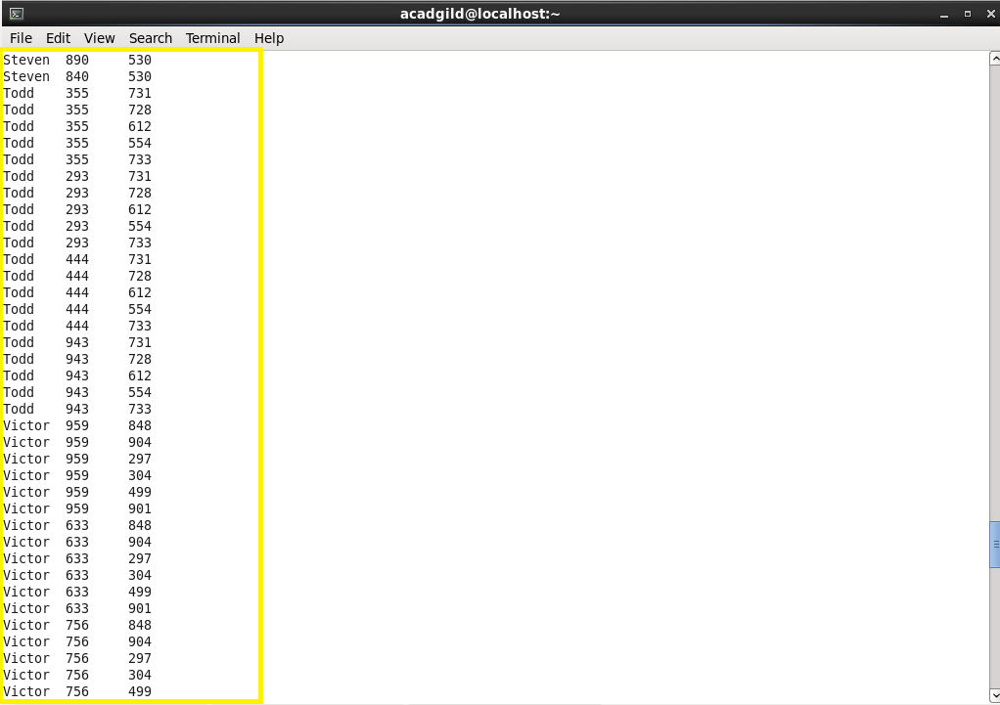 acadgild@localhost:~
File Edit View Search Terminal Help
Steven 890 530
Steven 840 530
Todd 355 731
Todd 355 728
Todd 355 612
Todd 355 554
Todd 355 733
Todd 293 731
Todd 293 728
Todd 293 612
Todd 293 554
Todd 293 733
Todd 444 731
Todd 444 728
Todd 444 612
Todd 444 554
Todd 444 733
Todd 943 731
Todd 943 728
Todd 943 612
Todd 943 554
Todd 943 733
Victor 959 848
Victor 959 904
Victor 959 297
Victor 959 304
Victor 959 499
Victor 959 901
Victor 633 848
Victor 633 904
Victor 633 297
Victor 633 304
Victor 633 499
Victor 633 901
Victor 756 848
Victor 756 904
Victor 756 297
Victor 756 304
Victor 756 499